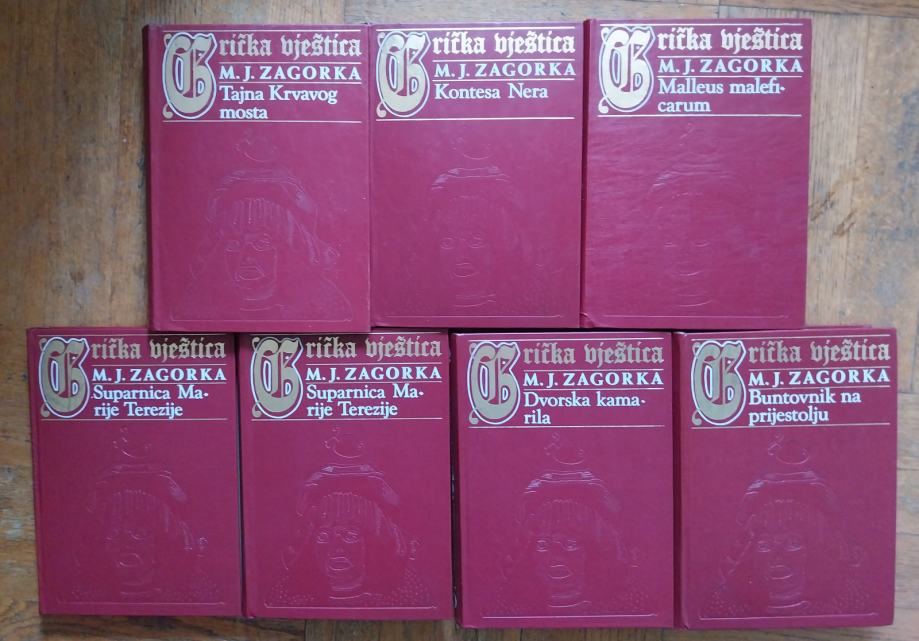 Grička vještica
M. J. ZAGORKA
Tajna Krvavog
mosta
Grička vještica
M. J. ZAGORKA
Kontesa Nera
Grička vještica
M. J. ZAGORKA
Malleus malefi-
carum
Grička vještica
M. J. ZAGORKA
Suparnica Ma-
rije Terezije
Grička vještica
M. J. ZAGORKA
Suparnica Ma-
rije Terezije
Grička vještica
M. J. ZAGORKA
Dvorska kama-
rila
Grička vještica
M. J. ZAGORKA
Buntovnik na
prijestolju